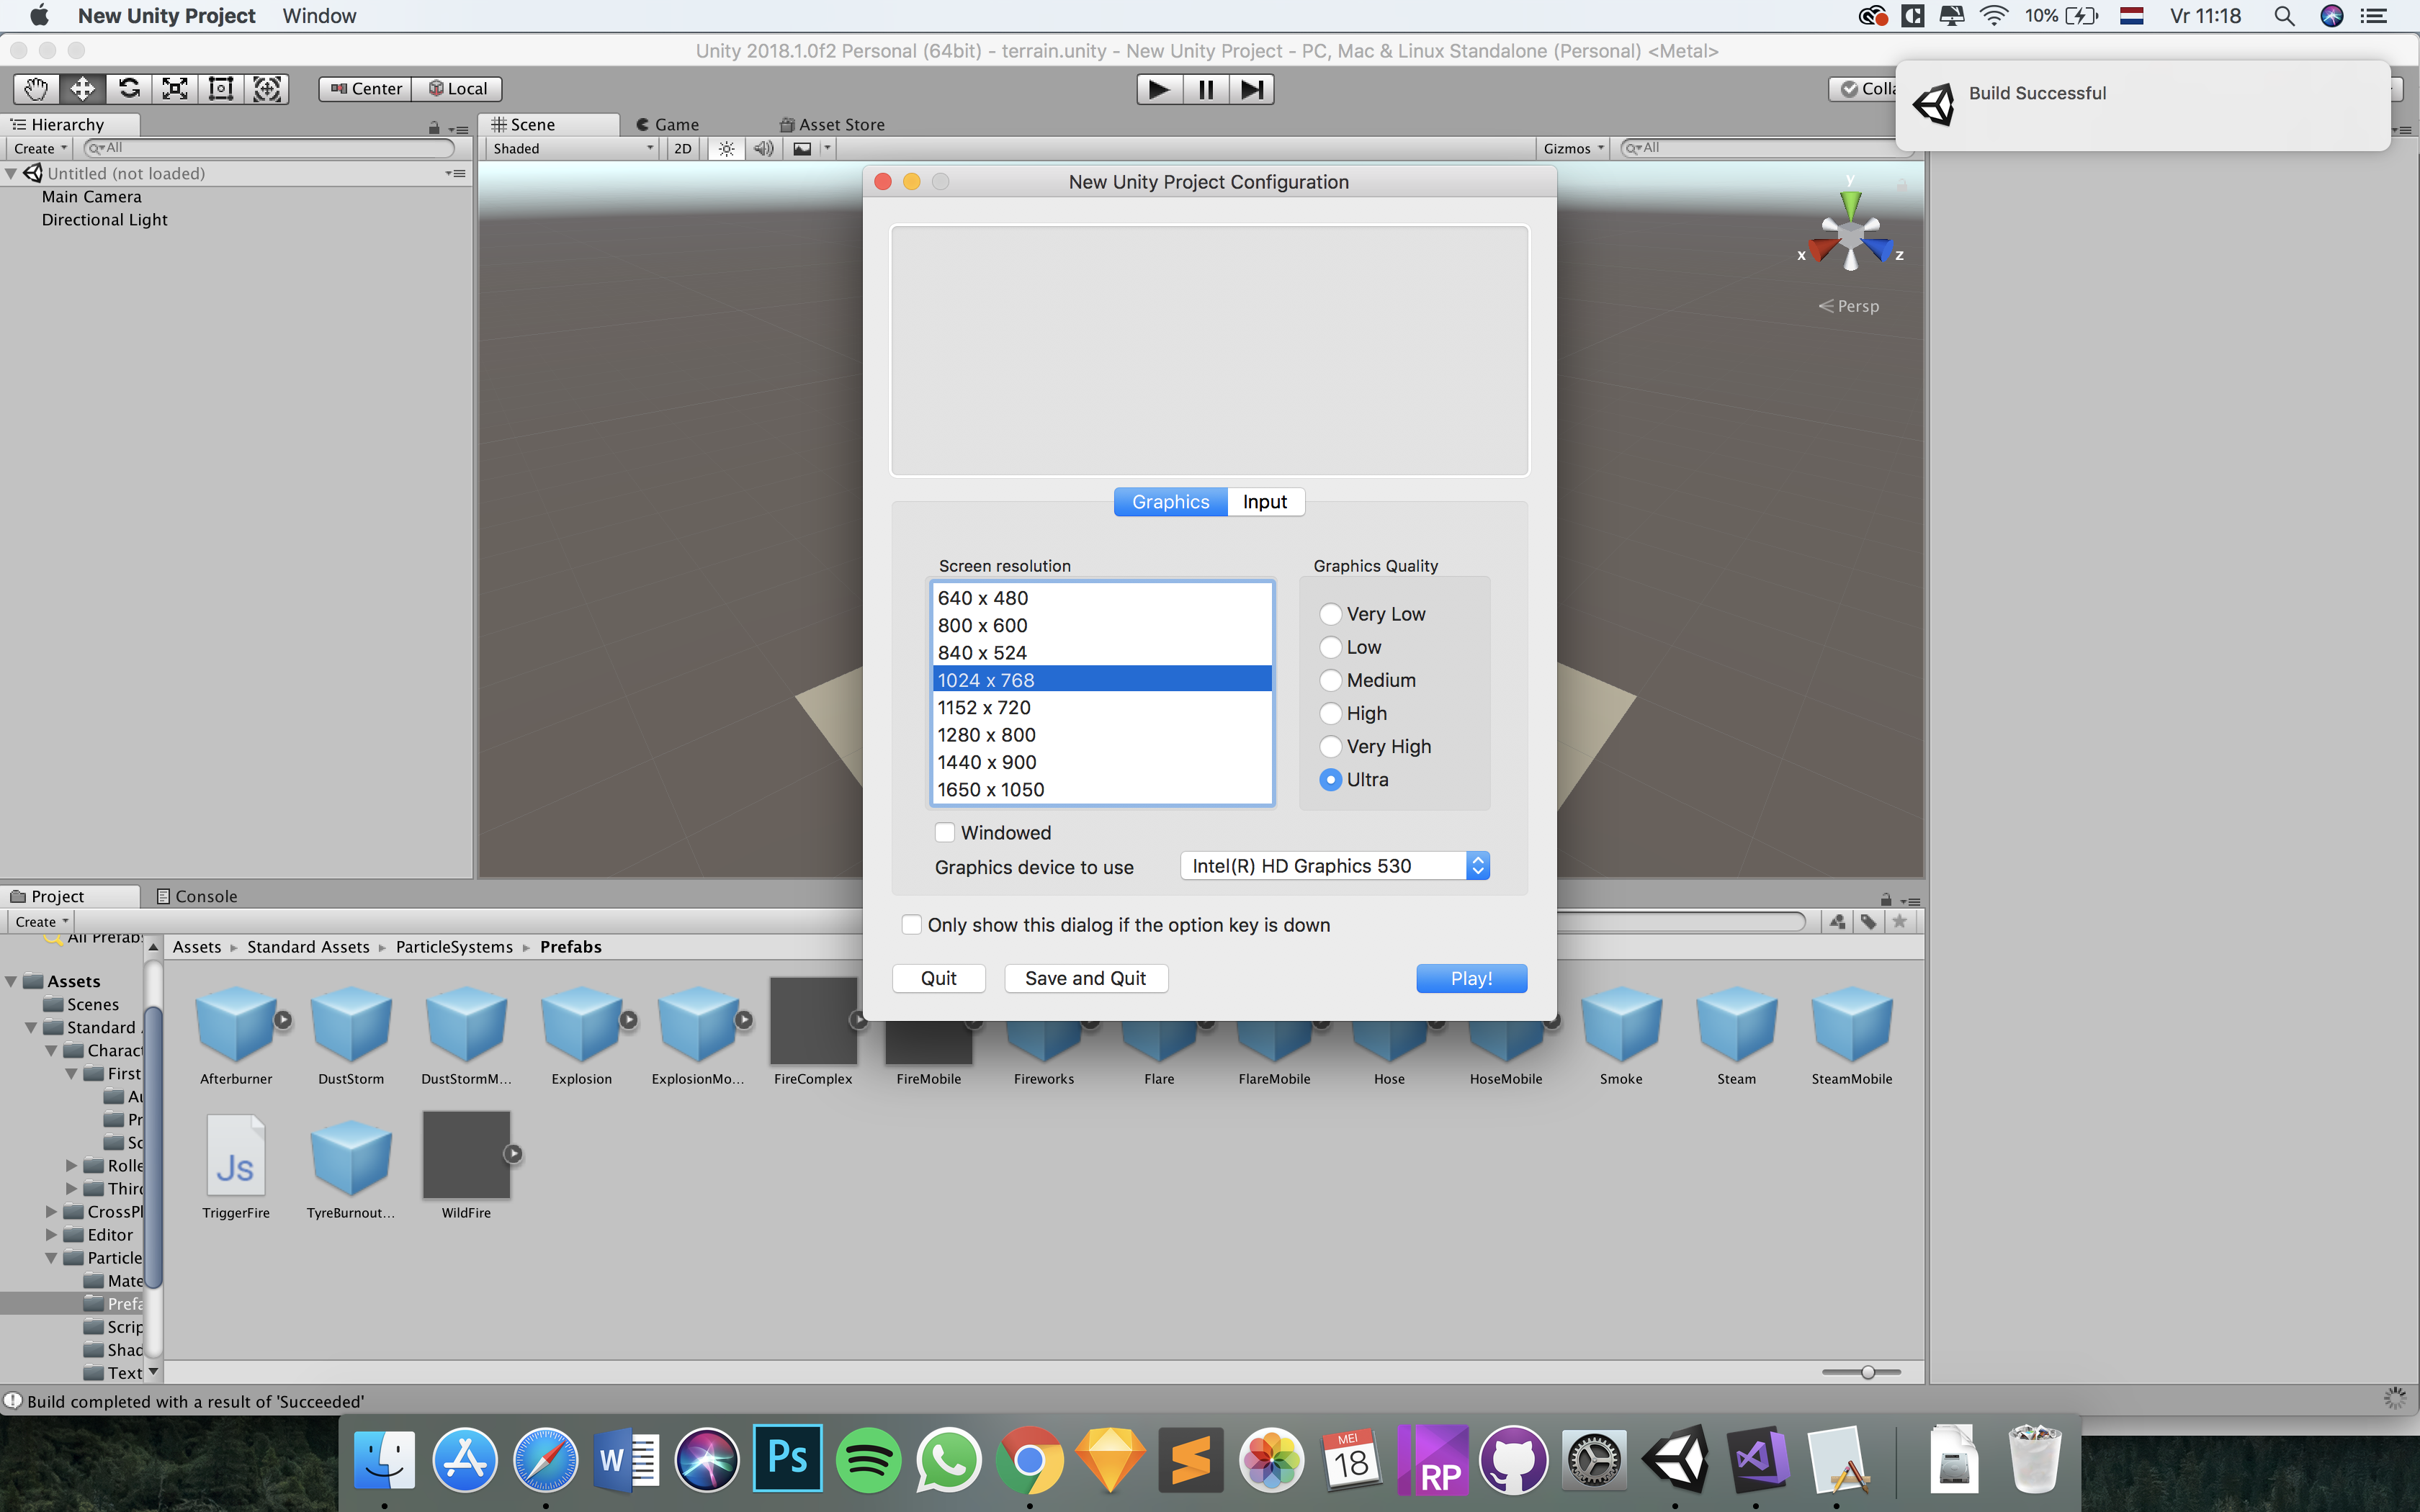 New Unity Project Window
10% Vr 11:18
Unity 2018.1.0f2 Personal (64bit) - terrain.unity - New Unity Project - PC, Mac & Linux Standalone (Personal) <Metal>
Center Local
Colla
Build Successful
Hierarchy
Scene Game Asset Store
Create All
Shaded 2D Gizmos All
Untitled (not loaded)
Main Camera
Directional Light
y
x z
Persp
New Unity Project Configuration
Graphics Input
Screen resolution
Graphics Quality
640 x 480
800 x 600
840 x 524
1024 x 768
1152 x 720
1280 x 800
1440 x 900
1650 x 1050
Very Low
Low
Medium
High
Very High
Ultra
Windowed
Graphics device to use Intel(R) HD Graphics 530
Only show this dialog if the option key is down
Quit Save and Quit Play!
Project Console
Create
All Prefab
Assets
Scenes
Standard
Charac
First
Au
Pr
Sc
Rolle
Third
CrossPl
Editor
Particle
Mate
Prefa
Scrip
Shad
Text
Assets Standard Assets ParticleSystems Prefabs
Afterburner DustStorm DustStormM... Explosion ExplosionMo... FireComplex FireMobile Fireworks Flare FlareMobile Hose HoseMobile Smoke Steam SteamMobile
Js
TriggerFire TyreBurnout... WildFire
Build completed with a result of 'Succeeded'
W Ps MEI 18 RP